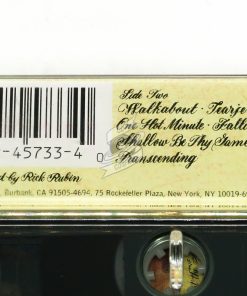 Side Two
Walkabout · Tearje
One Hot Minute · Falli
Shallow Be Thy Game
Transcending
-45733-4 0
d by Rick Rubin
, Burbank, CA 91505-4694, 75 Rockefeller Plaza, New York, NY 10019-6